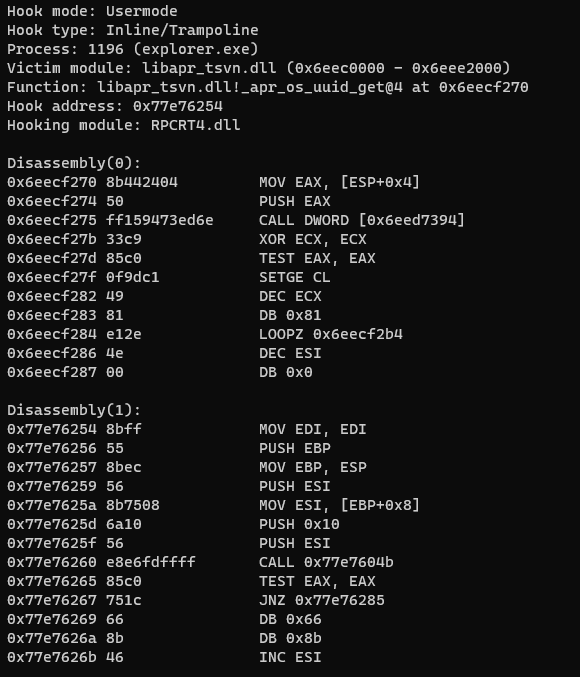 Hook mode: Usermode
Hook type: Inline/Trampoline
Process: 1196 (explorer.exe)
Victim module: libapr_tsvn.dll (0x6eec0000 - 0x6eee2000)
Function: libapr_tsvn.dll!_apr_os_uuid_get@4 at 0x6eecf270
Hook address: 0x77e76254
Hooking module: RPCRT4.dll

Disassembly(0):
0x6eecf270 8b442404 MOV EAX, [ESP+0x4]
0x6eecf274 50 PUSH EAX
0x6eecf275 ff159473ed6e CALL DWORD [0x6eed7394]
0x6eecf27b 33c9 XOR ECX, ECX
0x6eecf27d 85c0 TEST EAX, EAX
0x6eecf27f 0f9dc1 SETGE CL
0x6eecf282 49 DEC ECX
0x6eecf283 81 DB 0x81
0x6eecf284 e12e LOOPZ 0x6eecf2b4
0x6eecf286 4e DEC ESI
0x6eecf287 00 DB 0x0

Disassembly(1):
0x77e76254 8bff MOV EDI, EDI
0x77e76256 55 PUSH EBP
0x77e76257 8bec MOV EBP, ESP
0x77e76259 56 PUSH ESI
0x77e7625a 8b7508 MOV ESI, [EBP+0x8]
0x77e7625d 6a10 PUSH 0x10
0x77e7625f 56 PUSH ESI
0x77e76260 e8e6fdffff CALL 0x77e7604b
0x77e76265 85c0 TEST EAX, EAX
0x77e76267 751c JNZ 0x77e76285
0x77e76269 66 DB 0x66
0x77e7626a 8b DB 0x8b
0x77e7626b 46 INC ESI